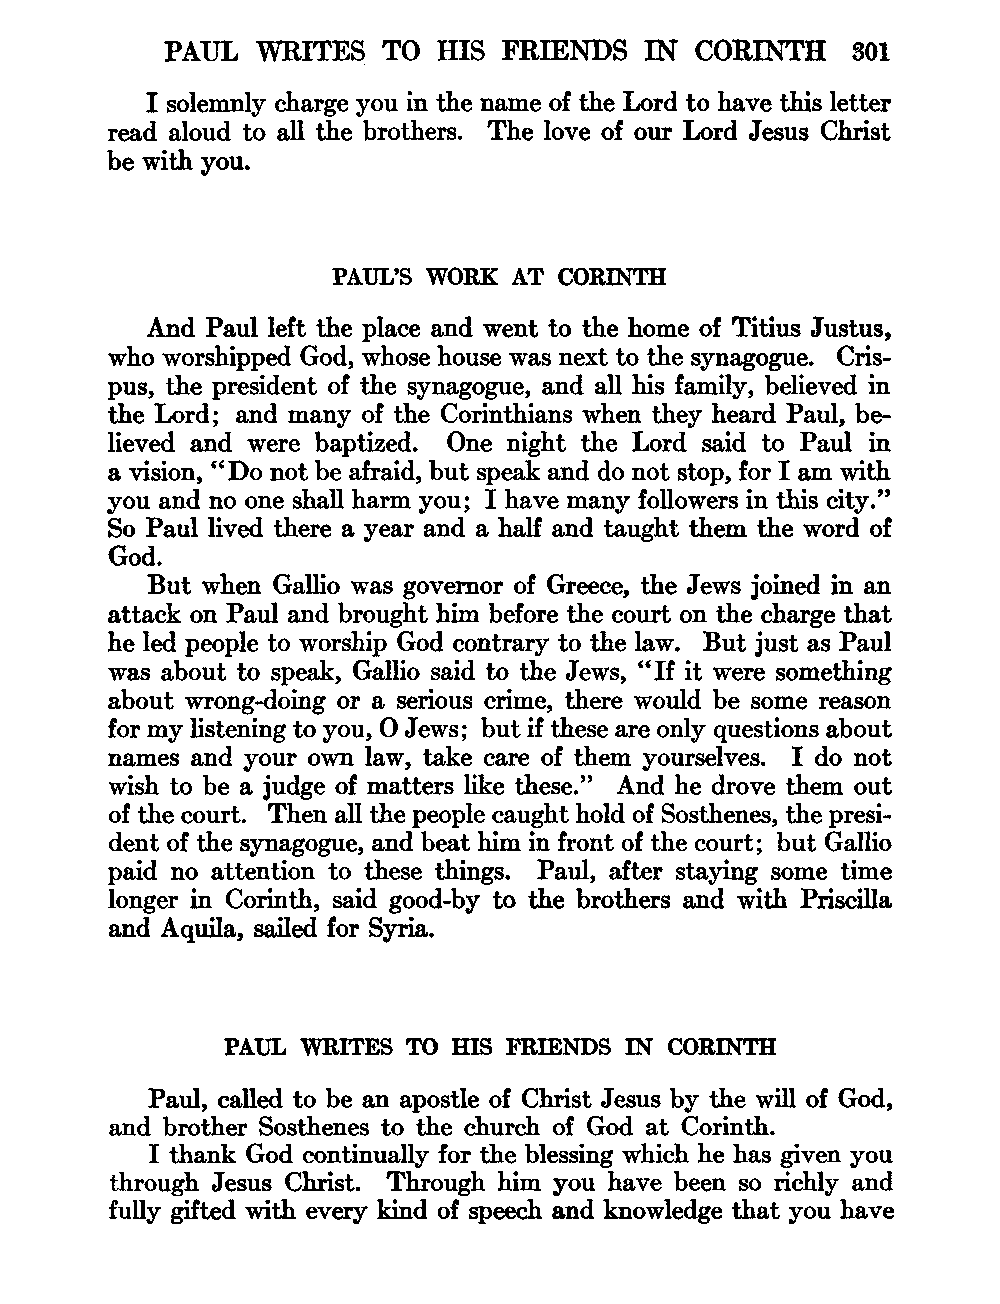 PAUL WRITES TO HIS FRIENDS IN CORINTH 301
I solemnly charge you in the name of the Lord to have this letter
read aloud to all the brothers. The love of our Lord Jesus Christ
be with you.
PAUL'S WORK AT CORINTH
And Paul left the place and went to the home of Titius Justus,
who worshipped God, whose house was next to the synagogue. Cris-
pus, the president of the synagogue, and all his family, believed in
the Lord; and many of the Corinthians when they heard Paul, be-
lieved and were baptized. One night the Lord said to Paul in
a vision, “Do not be afraid, but speak and do not stop, for I am with
you and no one shall harm you; I have many followers in this city.”
So Paul lived there a year and a half and taught them the word of
God.
But when Gallio was governor of Greece, the Jews joined in an
attack on Paul and brought him before the court on the charge that
he led people to worship God contrary to the law. But just as Paul
was about to speak, Gallio said to the Jews, “If it were something
about wrong-doing or a serious crime, there would be some reason
for my listening to you, O Jews; but if these are only questions about
names and your own law, take care of them yourselves. I do not
wish to be a judge of matters like these.” And he drove them out
of the court. Then all the people caught hold of Sosthenes, the presi-
dent of the synagogue, and beat him in front of the court; but Gallio
paid no attention to these things. Paul, after staying some time
longer in Corinth, said good-by to the brothers and with Priscilla
and Aquila, sailed for Syria.
PAUL WRITES TO HIS FRIENDS IN CORINTH
Paul, called to be an apostle of Christ Jesus by the will of God,
and brother Sosthenes to the church of God at Corinth.
I thank God continually for the blessing which he has given you
through Jesus Christ. Through him you have been so richly and
fully gifted with every kind of speech and knowledge that you have